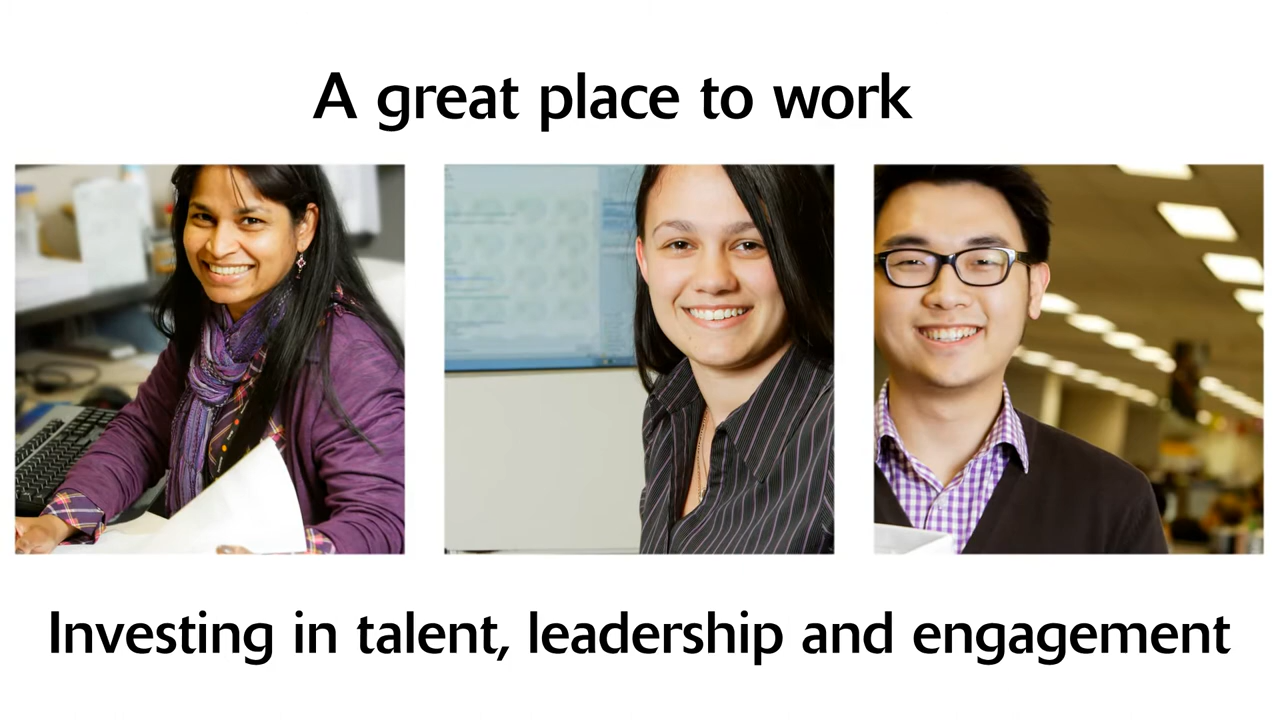 A great place to work
Investing in talent, leadership and engagement